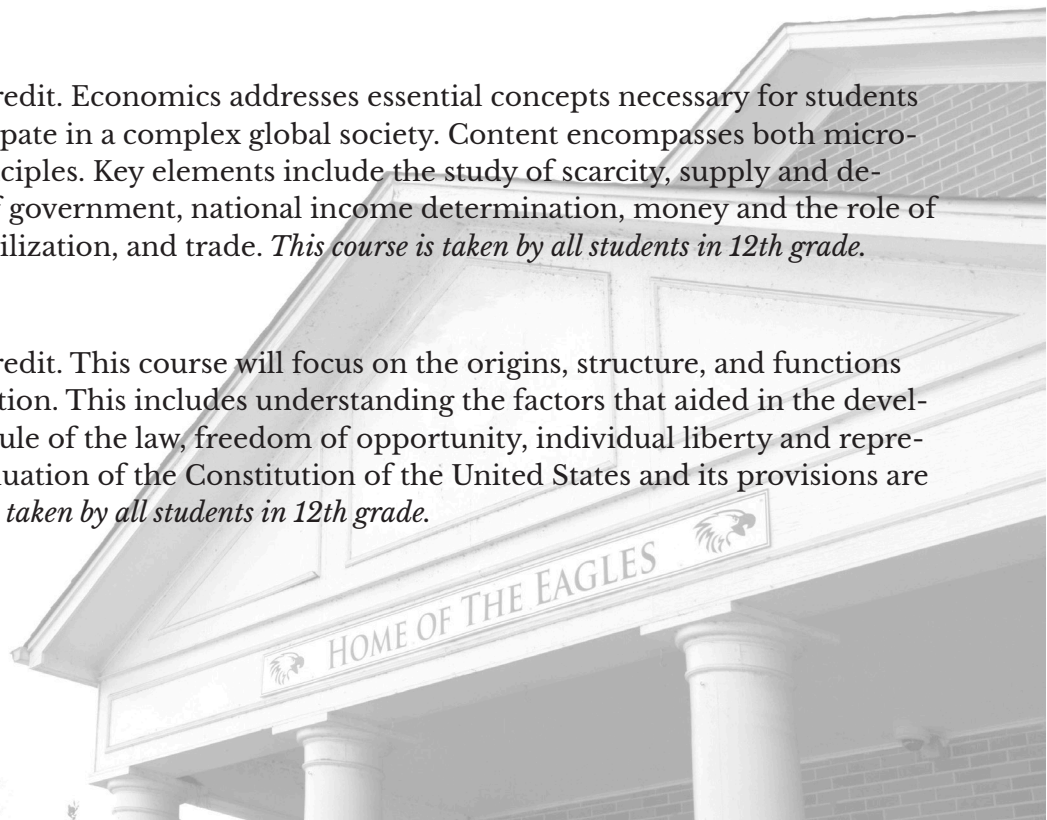 redit. Economics addresses essential concepts necessary for students
pate in a complex global society. Content encompasses both micro-
ciples. Key elements include the study of scarcity, supply and de-
f government, national income determination, money and the role of
ilization, and trade. This course is taken by all students in 12th grade.
redit. This course will focus on the origins, structure, and functions
tion. This includes understanding the factors that aided in the devel-
ule of the law, freedom of opportunity, individual liberty and repre-
uation of the Constitution of the United States and its provisions are
taken by all students in 12th grade.
HOME OF THE EAGLES